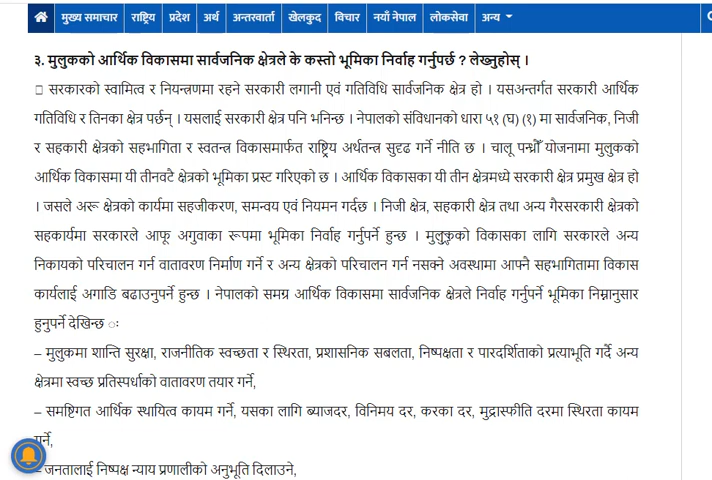 मुख्य समाचार राष्ट्रिय प्रदेश अर्थ अन्तरवार्ता खेलकुद विचार नयाँ नेपाल लोकसेवा अन्य
३. मुलुकको आर्थिक विकासमा सार्वजनिक क्षेत्रले के कस्तो भूमिका निर्वाह गर्नुपर्छ ? लेख्नुहोस् ।
सरकारको स्वामित्व र नियन्त्रणमा रहने सरकारी लगानी एवं गतिविधि सार्वजनिक क्षेत्र हो । यसअन्तर्गत सरकारी आर्थिक
गतिविधि र तिनका क्षेत्र पर्छन् । यसलाई सरकारी क्षेत्र पनि भनिन्छ । नेपालको संविधानको धारा ५१ (घ) (१) मा सार्वजनिक, निजी
र सहकारी क्षेत्रको सहभागिता र स्वतन्त्र विकासमार्फत राष्ट्रिय अर्थतन्त्र सुदृढ गर्ने नीति छ । चालू पन्ध्रौँ योजनामा मुलुकको
आर्थिक विकासमा यी तीनवटै क्षेत्रको भूमिका प्रस्ट गरिएको छ । आर्थिक विकासका यी तीन क्षेत्रमध्ये सरकारी क्षेत्र प्रमुख क्षेत्र हो
। जसले अरू क्षेत्रको कार्यमा सहजीकरण, समन्वय एवं नियमन गर्दछ । निजी क्षेत्र, सहकारी क्षेत्र तथा अन्य गैरसरकारी क्षेत्रको
सहकार्यमा सरकारले आफू अगुवाका रूपमा भूमिका निर्वाह गर्नुपर्ने हुन्छ । मुलुकुको विकासका लागि सरकारले अन्य
निकायको परिचालन गर्न वातावरण निर्माण गर्ने र अन्य क्षेत्रको परिचालन गर्न नसक्ने अवस्थामा आफ्नै सहभागितामा विकास
कार्यलाई अगाडि बढाउनुपर्ने हुन्छ । नेपालको समग्र आर्थिक विकासमा सार्वजनिक क्षेत्रले निर्वाह गर्नुपर्ने भूमिका निम्नानुसार
हुनुपर्ने देखिन्छ ः
– मुलुकमा शान्ति सुरक्षा, राजनीतिक स्वच्छता र स्थिरता, प्रशासनिक सबलता, निष्पक्षता र पारदर्शिताको प्रत्याभूति गर्दै अन्य
क्षेत्रमा स्वच्छ प्रतिस्पर्धाको वातावरण तयार गर्ने,
– समष्टिगत आर्थिक स्थायित्व कायम गर्ने, यसका लागि ब्याजदर, विनिमय दर, करका दर, मुद्रास्फीति दरमा स्थिरता कायम
गर्ने,
– जनतालाई निष्पक्ष न्याय प्रणालीको अनुभूति दिलाउने,